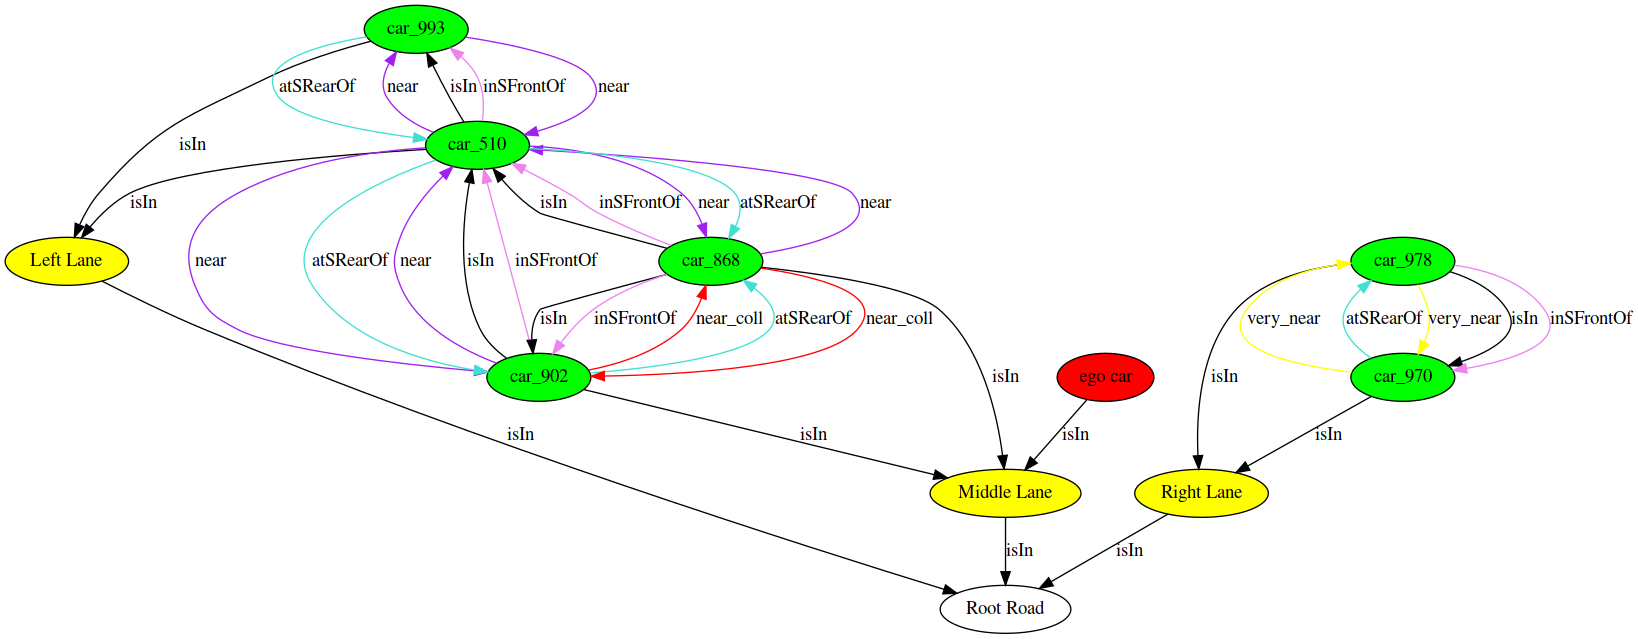 car_993
atSRearOf
near
isIn
inSFrontOf
near
isIn
car_510
isIn
isIn
inSFrontOf
near
atSRearOf
near
Left Lane
near
atSRearOf
near
isIn
inSFrontOf
car_868
car_978
isIn
inSFrontOf
near_coll
atSRearOf
near_coll
very_near
atSRearOf
very_near
isIn
inSFrontOf
car_902
isIn
ego car
isIn
car_970
isIn
isIn
isIn
isIn
Middle Lane
Right Lane
isIn
isIn
Root Road